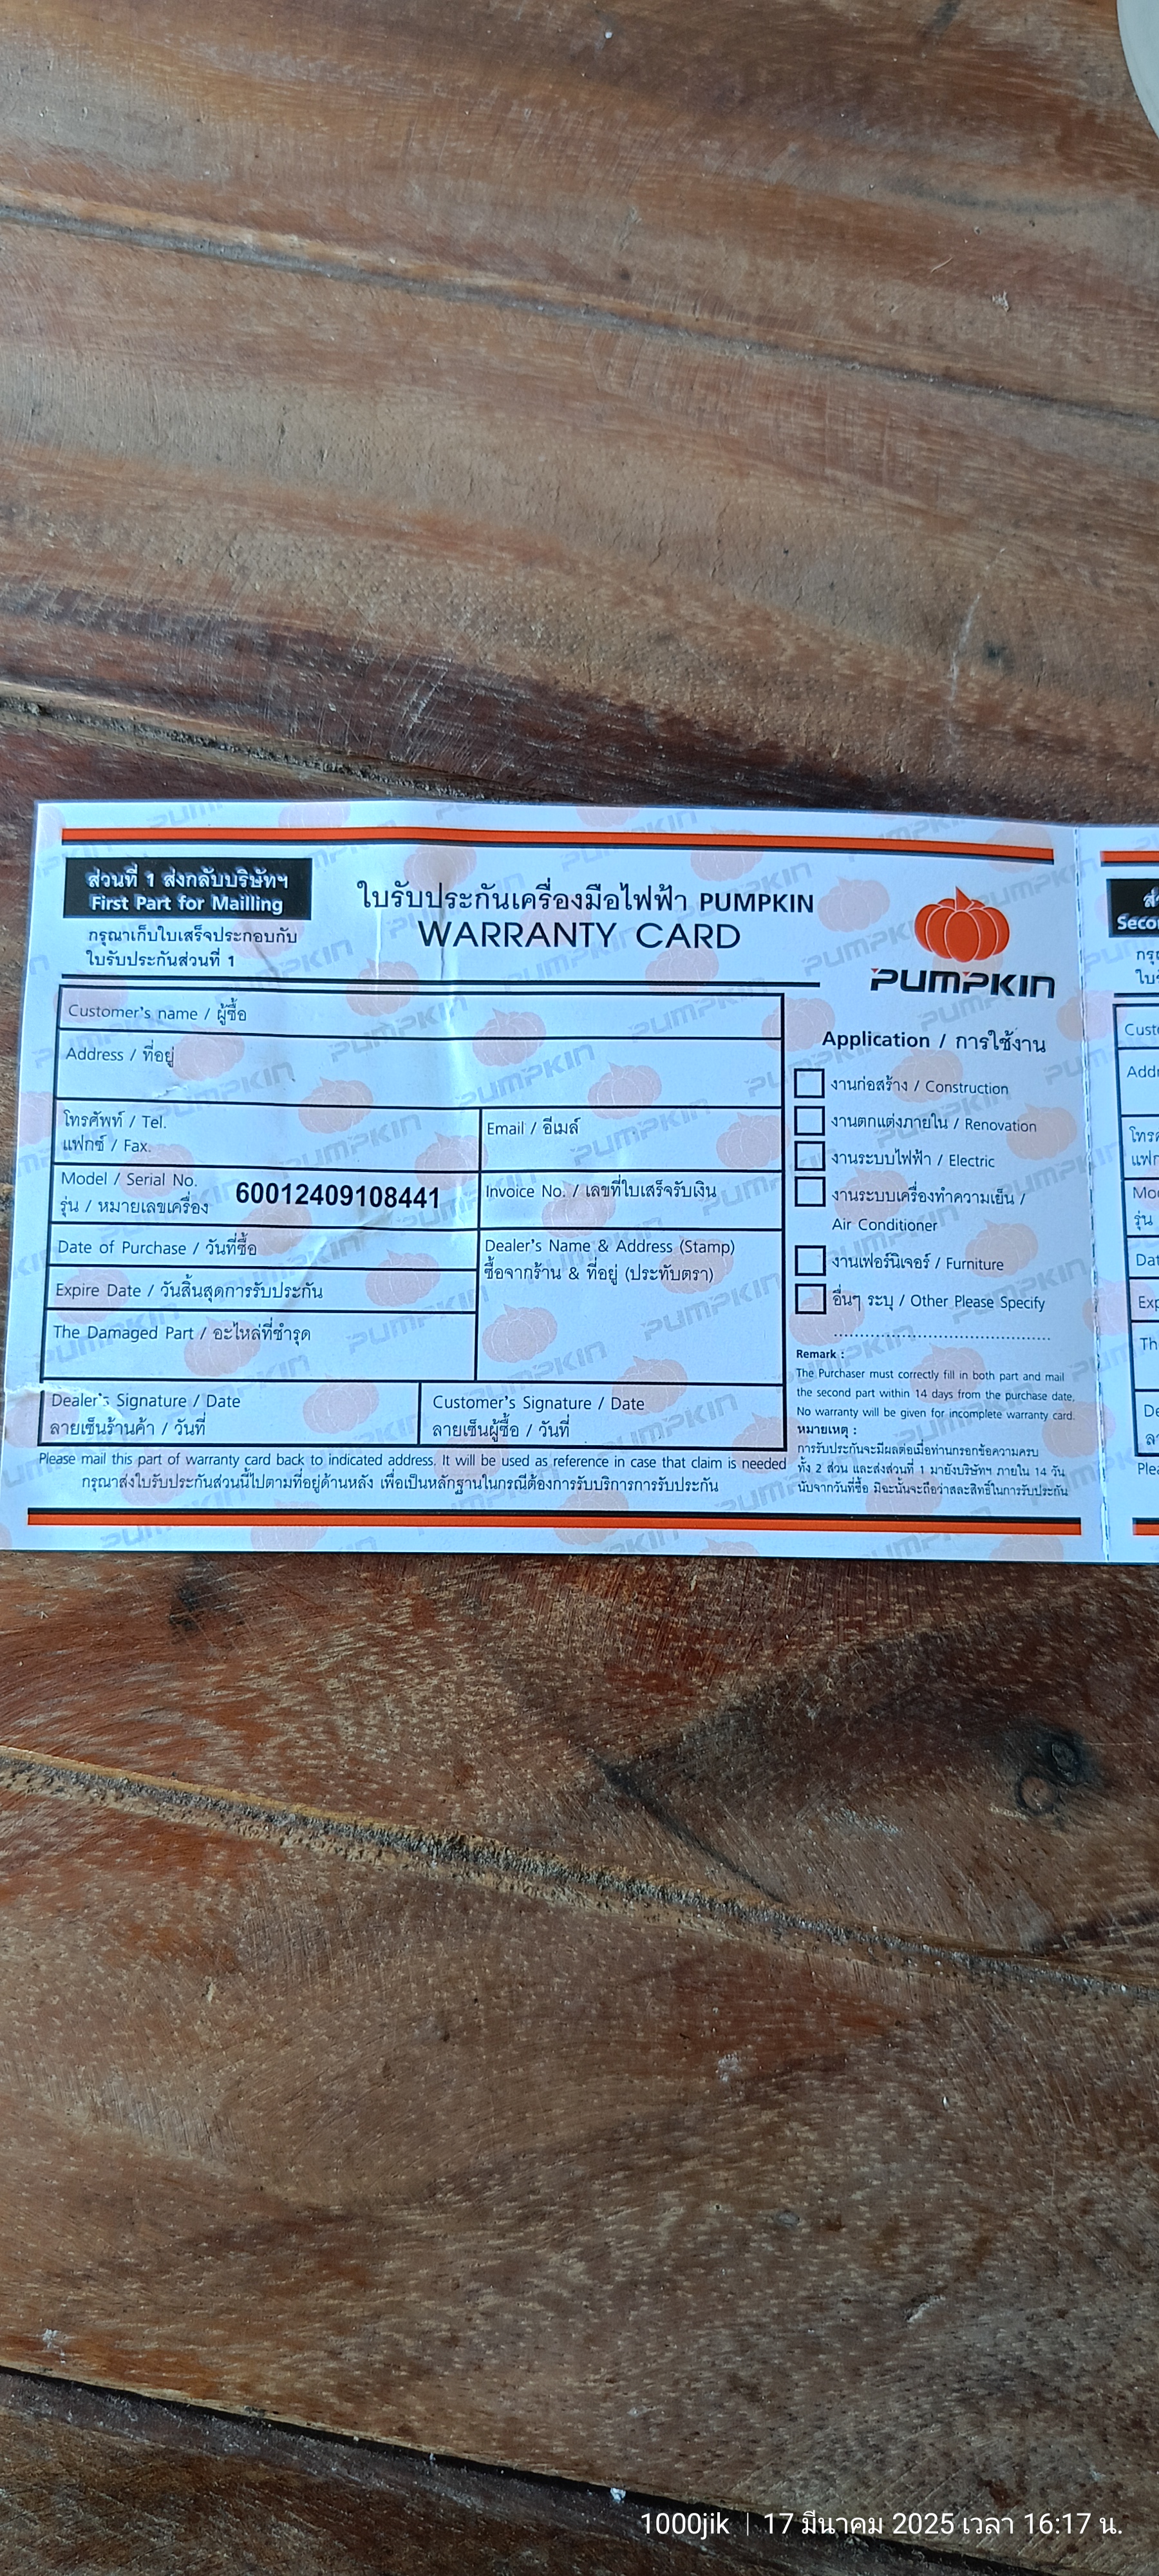 ส่วนที่ 1 ส่งกลับบริษัทฯ
First Part for Mailling
กรุณาเก็บใบเสร็จประกอบกับ
ใบรับประกันส่วนที่ 1
ใบรับประกันเครื่องมือไฟฟ้า PUMPKIN
WARRANTY CARD
PUMPKIN
Customer's name / ผู้ซื้อ
Address / ที่อยู่
โทรศัพท์ / Tel.
แฟกซ์ / Fax.
Email / อีเมล์
Model / Serial No.
รุ่น / หมายเลขเครื่อง
60012409108441
Invoice No. / เลขที่ใบเสร็จรับเงิน
Date of Purchase / วันที่ซื้อ
Expire Date / วันสิ้นสุดการรับประกัน
The Damaged Part / อะไหล่ที่ชำรุด
Dealer's Name & Address (Stamp)
ซื้อจากร้าน & ที่อยู่ (ประทับตรา)
Dealer's Signature / Date
ลายเซ็นร้านค้า / วันที่
Customer's Signature / Date
ลายเซ็นผู้ซื้อ / วันที่
Please mail this part of warranty card back to indicated address. It will be used as reference in case that claim is needed
กรุณาส่งใบรับประกันส่วนนี้ไปตามที่อยู่ด้านหลัง เพื่อเป็นหลักฐานในกรณีต้องการรับบริการการรับประกัน
Application / การใช้งาน
งานก่อสร้าง / Construction
งานตกแต่งภายใน / Renovation
งานระบบไฟฟ้า / Electric
งานระบบเครื่องทำความเย็น /
Air Conditioner
งานเฟอร์นิเจอร์ / Furniture
อื่นๆ ระบุ / Other Please Specify
Remark :
The Purchaser must correctly fill in both part and mail
the second part within 14 days from the purchase date.
No warranty will be given for incomplete warranty card.
หมายเหตุ :
การรับประกันจะมีผลต่อเมื่อท่านกรอกข้อความครบ
ทั้ง 2 ส่วน และส่งส่วนที่ 1 มายังบริษัทฯ ภายใน 14 วัน
นับจากวันที่ซื้อ มิฉะนั้นจะถือว่าสละสิทธิ์ในการรับประกัน
1000jik | 17 มีนาคม 2025 เวลา 16:17 น.